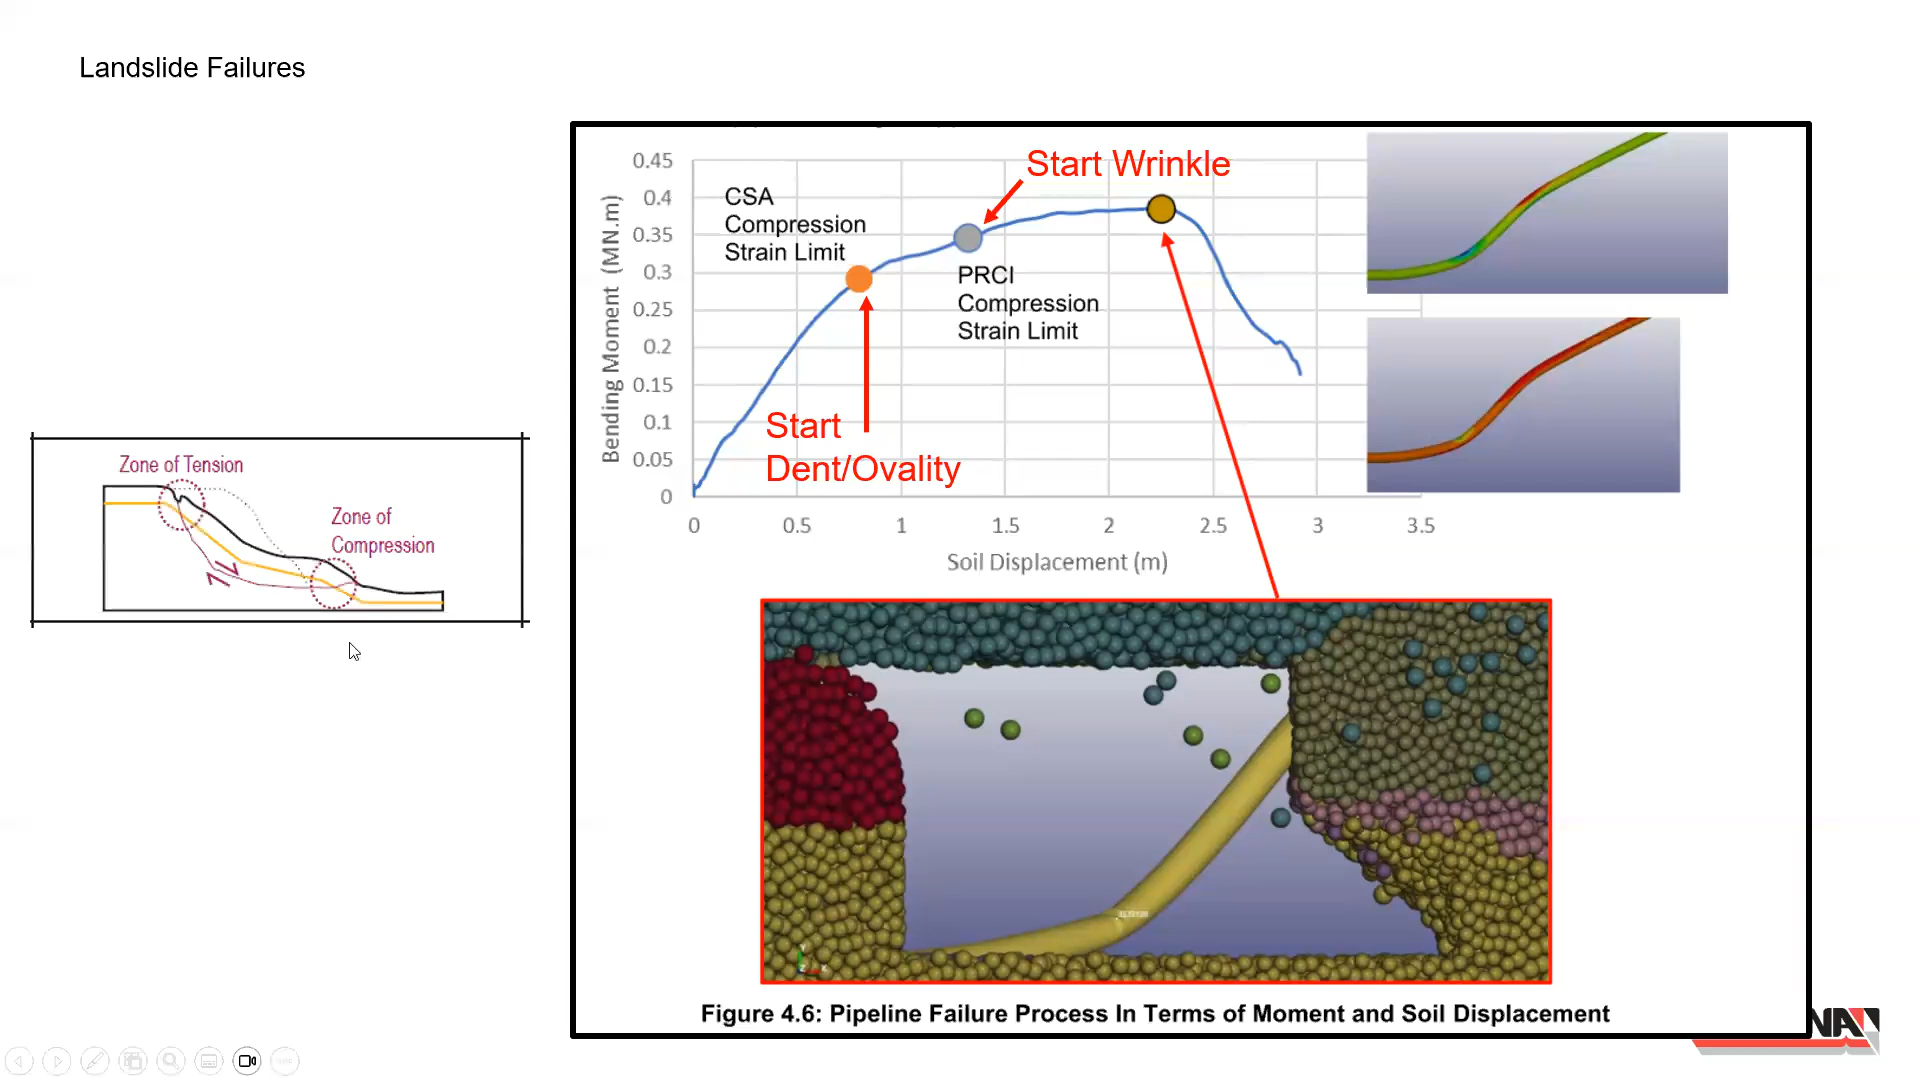 Landslide Failures
Zone of Tension
Zone of
Compression
0.45
0.4
0.35
0.3
0.25
0.2
0.15
0.1
0.05
0
Bending Moment (MN.m)
0 0.5 1 1.5 2 2.5 3 3.5
Soil Displacement (m)
CSA
Compression
Strain Limit
Start Wrinkle
PRCI
Compression
Strain Limit
Start
Dent/Ovality
Y
Z X
Figure 4.6: Pipeline Failure Process In Terms of Moment and Soil Displacement